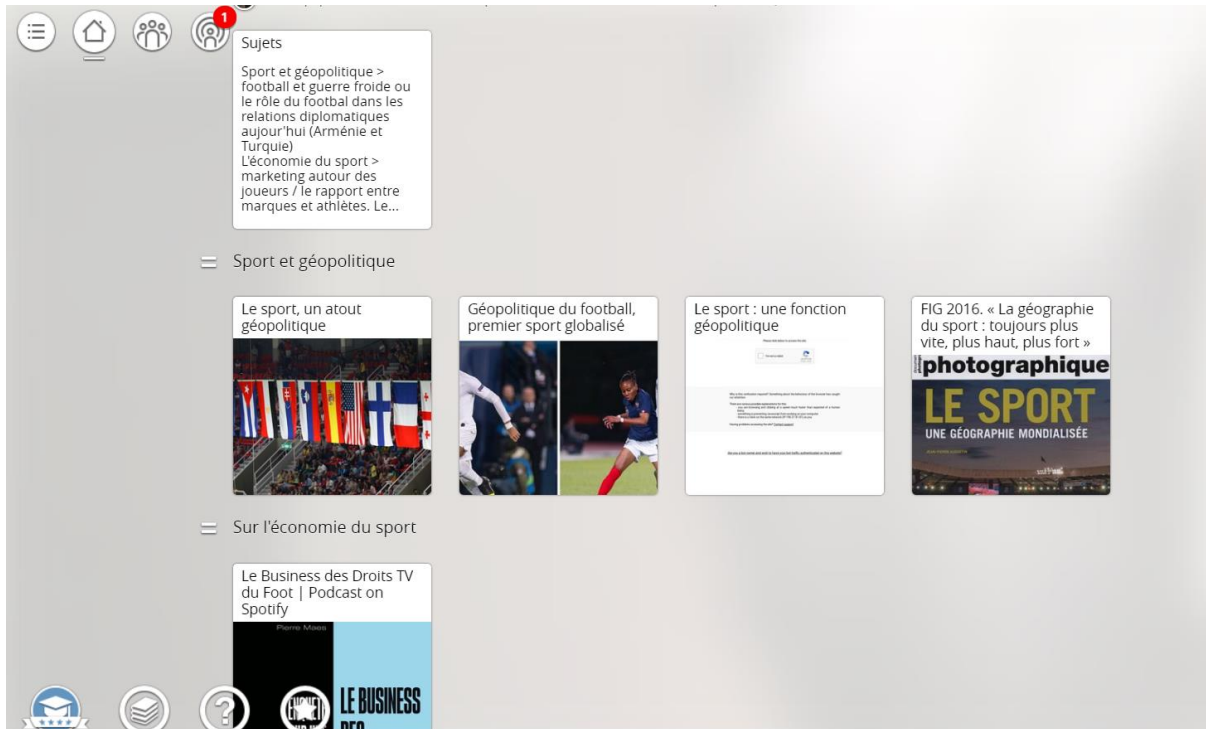 1
Sujets
Sport et géopolitique >
football et guerre froide ou
le rôle du footbal dans les
relations diplomatiques
aujourd'hui (Arménie et
Turquie)
L'économie du sport >
marketing autour des
joueurs / le rapport entre
marques et athlètes. Le...
Sport et géopolitique
Le sport, un atout
géopolitique
Géopolitique du football,
premier sport globalisé
Le sport : une fonction
géopolitique
FIG 2016. « La géographie
du sport : toujours plus
vite, plus haut, plus fort »
photographique
LE SPORT
UNE GÉOGRAPHIE MONDIALISÉE
Sur l'économie du sport
Le Business des Droits TV
du Foot | Podcast on
Spotify
Pierre Maes
LE BUSINESS
DES